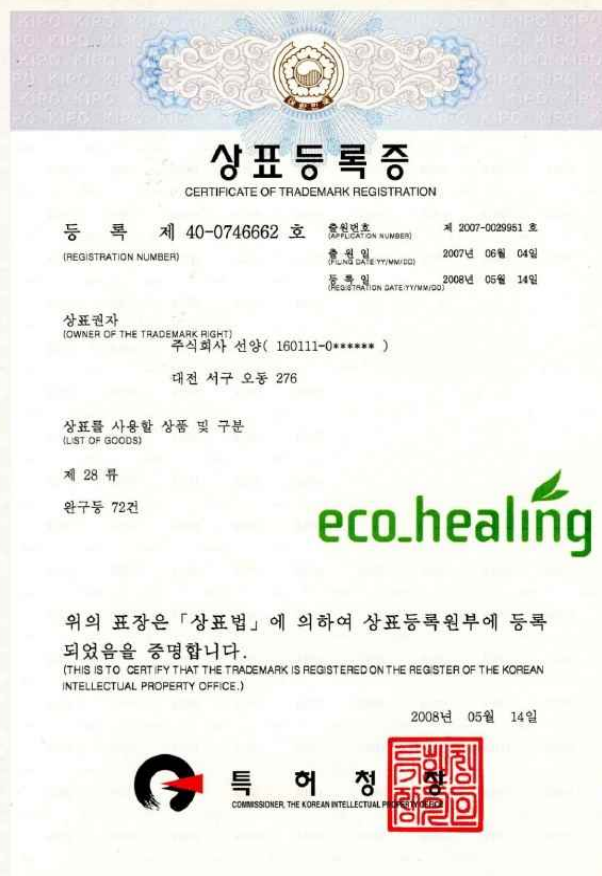 상표등록증
CERTIFICATE OF TRADEMARK REGISTRATION
등 록 제 40-0746662 호
(REGISTRATION NUMBER)
출원번호 제 2007-0029951 호
(APPLICATION NUMBER)
출 원 일 2007년 06월 04일
(FILING DATE:YY/MM/DD)
등 록 일 2008년 05월 14일
(REGISTRATION DATE:YY/MM/DD)
상표권자
(OWNER OF THE TRADEMARK RIGHT)
주식회사 선양( 160111-0****** )
대전 서구 오동 276
상표를 사용할 상품 및 구분
(LIST OF GOODS)
제 28 류
완구등 72건
eco_healing
위의 표장은「상표법」에 의하여 상표등록원부에 등록
되었음을 증명합니다.
(THIS IS TO CERTIFY THAT THE TRADEMARK IS REGISTERED ON THE REGISTER OF THE KOREAN
INTELLECTUAL PROPERTY OFFICE.)
2008년 05월 14일
특 허 청 장
COMMISSIONER, THE KOREAN INTELLECTUAL PROPERTY OFFICE